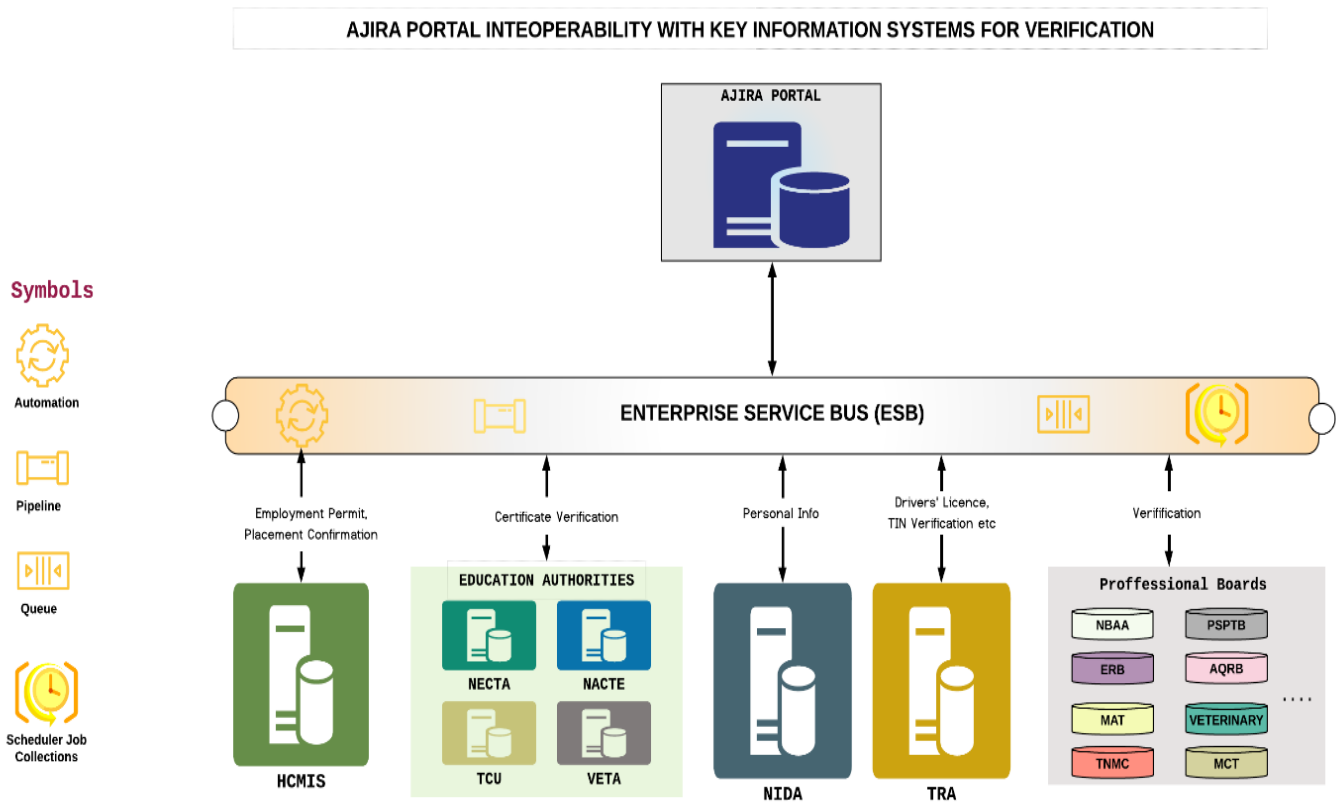 AJIRA PORTAL INTEOPERABILITY WITH KEY INFORMATION SYSTEMS FOR VERIFICATION
AJIRA PORTAL
Symbols
Automation
Pipeline
Queue
Scheduler Job
Collections
ENTERPRISE SERVICE BUS (ESB)
Employment Permit,
Placement Confirmation
Certificate Verification
Personal Info
Drivers' Licence,
TIN Verification etc
Verifification
HCMIS
EDUCATION AUTHORITIES
NECTA
NACTE
TCU
VETA
NIDA
TRA
Proffessional Boards
NBAA
PSPTB
ERB
AQRB
....
MAT
VETERINARY
TNMC
MCT